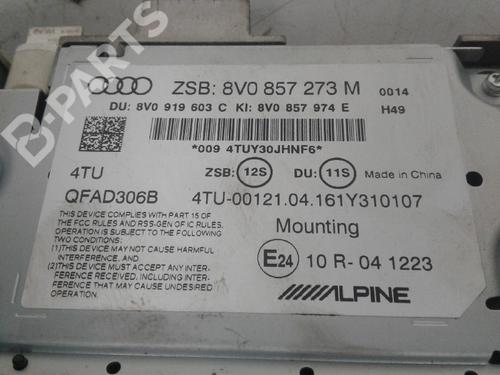 B-PARTS
ZSB: 8V0 857 273 M 0014
DU: 8V0 919 603 C KI: 8V0 857 974 E H49
*009 4TUY30JHNF6*
4TU ZSB: 12S DU: 11S Made in China
QFAD306B 4TU-00121.04.161Y310107
THIS DEVICE COMPLIES WITH PART 15 OF
THE FCC RULES AND RSS-GEN OF IC RULES.
OPERATION IS SUBJECT TO THE FOLLOWING
TWO CONDITIONS:
(1)THIS DEVICE MAY NOT CAUSE HARMFUL
INTERFERENCE, AND
(2)THIS DEVICE MUST ACCEPT ANY INTER-
FERENCE RECEIVED, INCLUDING
INTERFERENCE THAT MAY CAUSE
UNDESIRED OPERATION.
Mounting
E24 10 R-04 1223
ALPINE